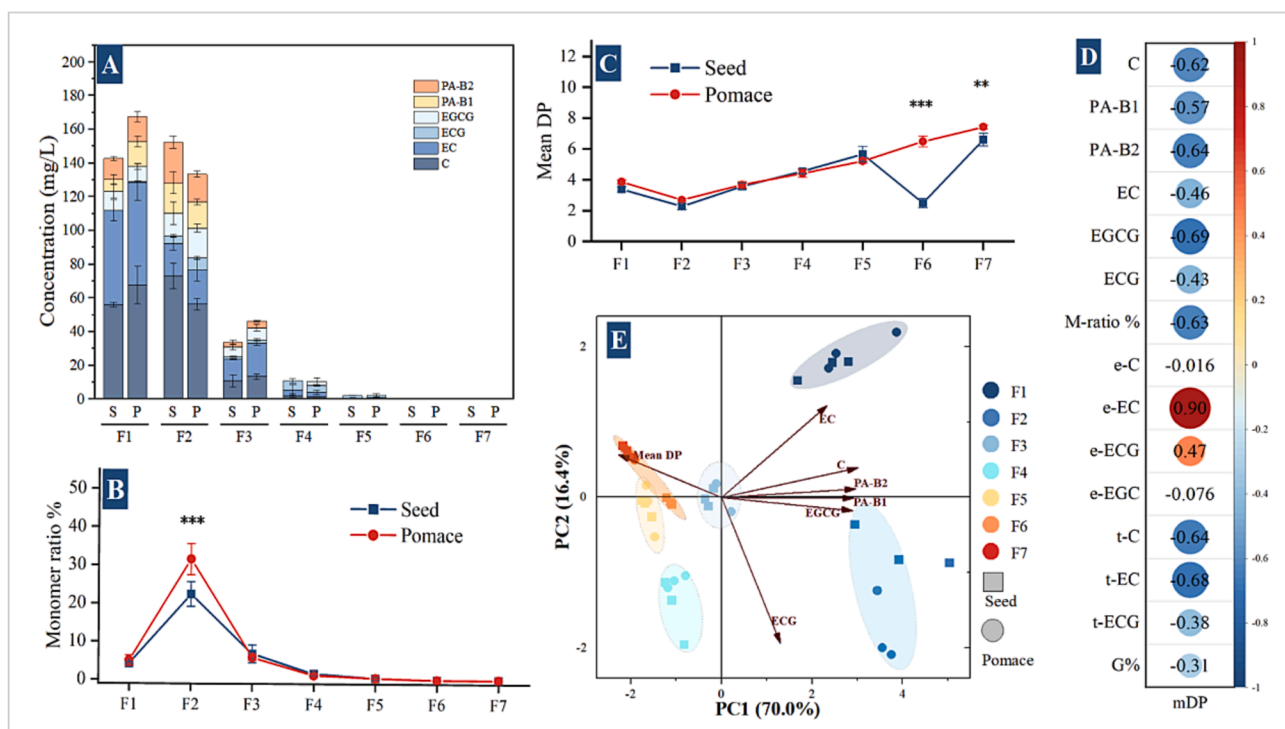 A
Concentration (mg/L)
200
180
160
140
120
100
80
60
40
20
0
PA-B2
PA-B1
EGCG
ECG
EC
C
S P S P S P S P S P S P S P
F1 F2 F3 F4 F5 F6 F7
B
Monomer ratio %
50
40
30
20
10
0
***
Seed
Pomace
F1 F2 F3 F4 F5 F6 F7
C
Mean DP
12
10
8
6
4
2
0
Seed
Pomace
***
**
F1 F2 F3 F4 F5 F6 F7
E
PC2 (16.4%)
2
0
-2
EC
Mean DP
C
PA-B2
PA-B1
EGCG
ECG
-2 0 2 4
PC1 (70.0%)
F1
F2
F3
F4
F5
F6
F7
Seed
Pomace
D
C -0.62
PA-B1 -0.57
PA-B2 -0.64
EC -0.46
EGCG -0.69
ECG -0.43
M-ratio % -0.63
e-C -0.016
e-EC 0.90
e-ECG 0.47
e-EGC -0.076
t-C -0.64
t-EC -0.68
t-ECG -0.38
G% -0.31
mDP
1
0.8
0.6
0.4
0.2
0
-0.2
-0.4
-0.6
-0.8
-1